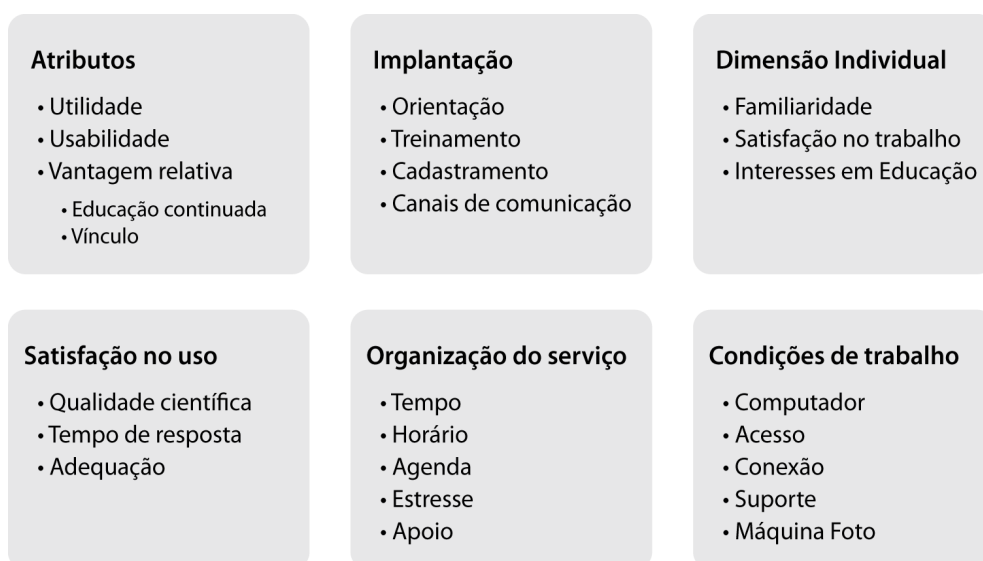 Atributos
• Utilidade
• Usabilidade
• Vantagem relativa
• Educação continuada
• Vínculo
Implantação
• Orientação
• Treinamento
• Cadastramento
• Canais de comunicação
Dimensão Individual
• Familiaridade
• Satisfação no trabalho
• Interesses em Educação
Satisfação no uso
• Qualidade científica
• Tempo de resposta
• Adequação
Organização do serviço
• Tempo
• Horário
• Agenda
• Estresse
• Apoio
Condições de trabalho
• Computador
• Acesso
• Conexão
• Suporte
• Máquina Foto